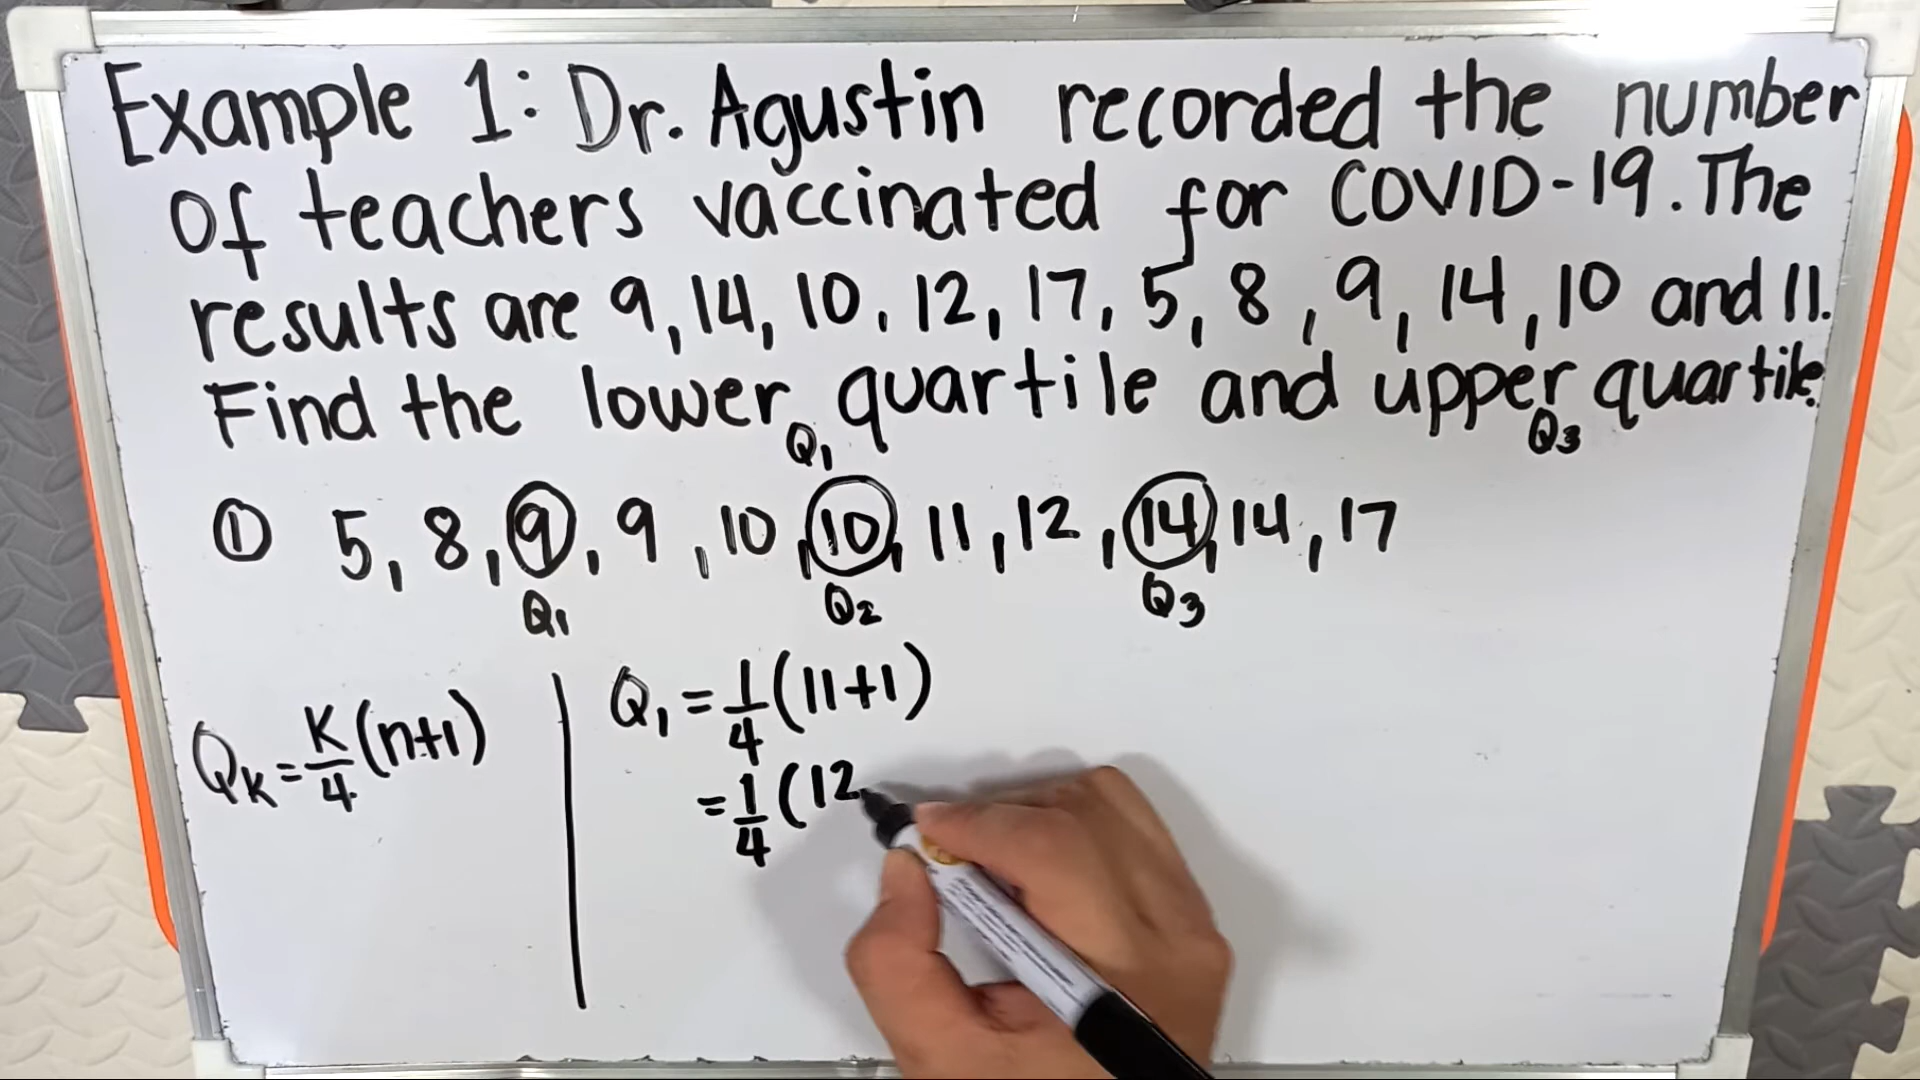 Example 1: Dr. Agustin recorded the number
of teachers vaccinated for COVID-19. The
results are 9, 14, 10, 12, 17, 5, 8, 9, 14, 10 and 11.
Find the lower quartile and upper quartile.
Q₁ Q₃
① 5, 8, 9, 9, 10, 10, 11, 12, 14, 14, 17
Q₁ Q₂ Q₃
Qₖ = K/4 (n+1)
Q₁ = 1/4 (11+1)
= 1/4 (12